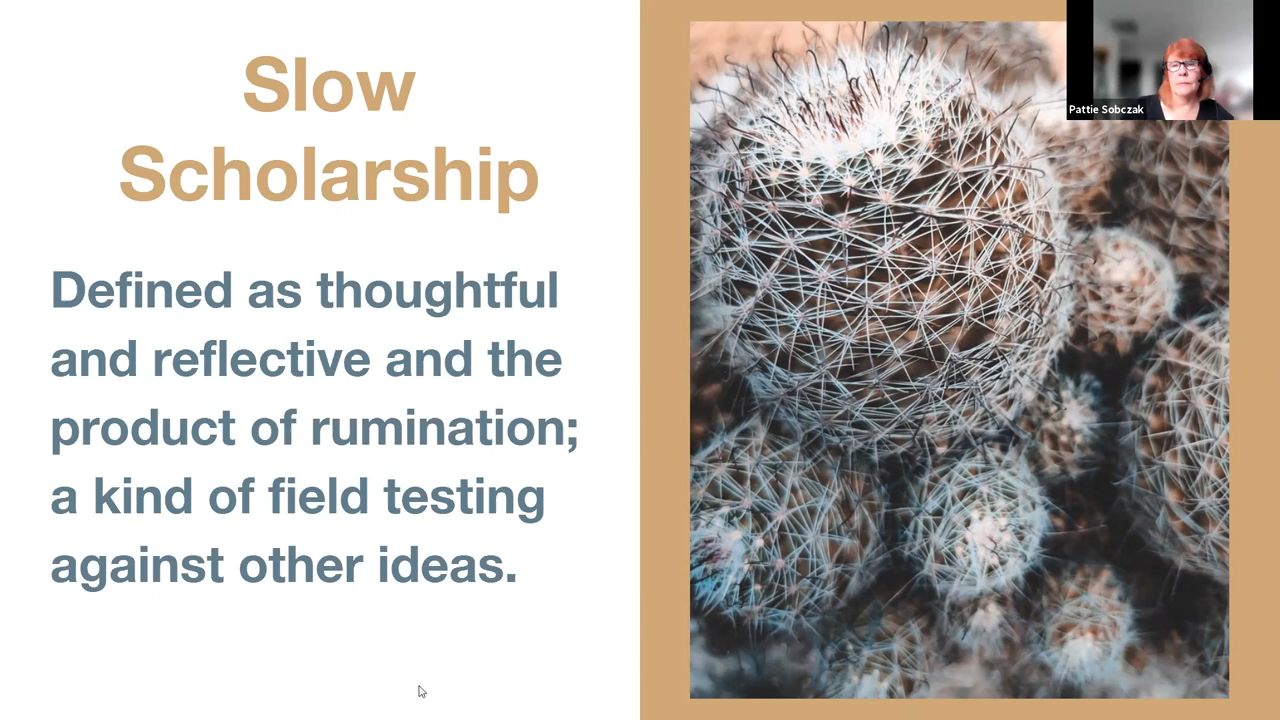 Slow
Scholarship
Defined as thoughtful
and reflective and the
product of rumination;
a kind of field testing
against other ideas.
Pattie Sobczak